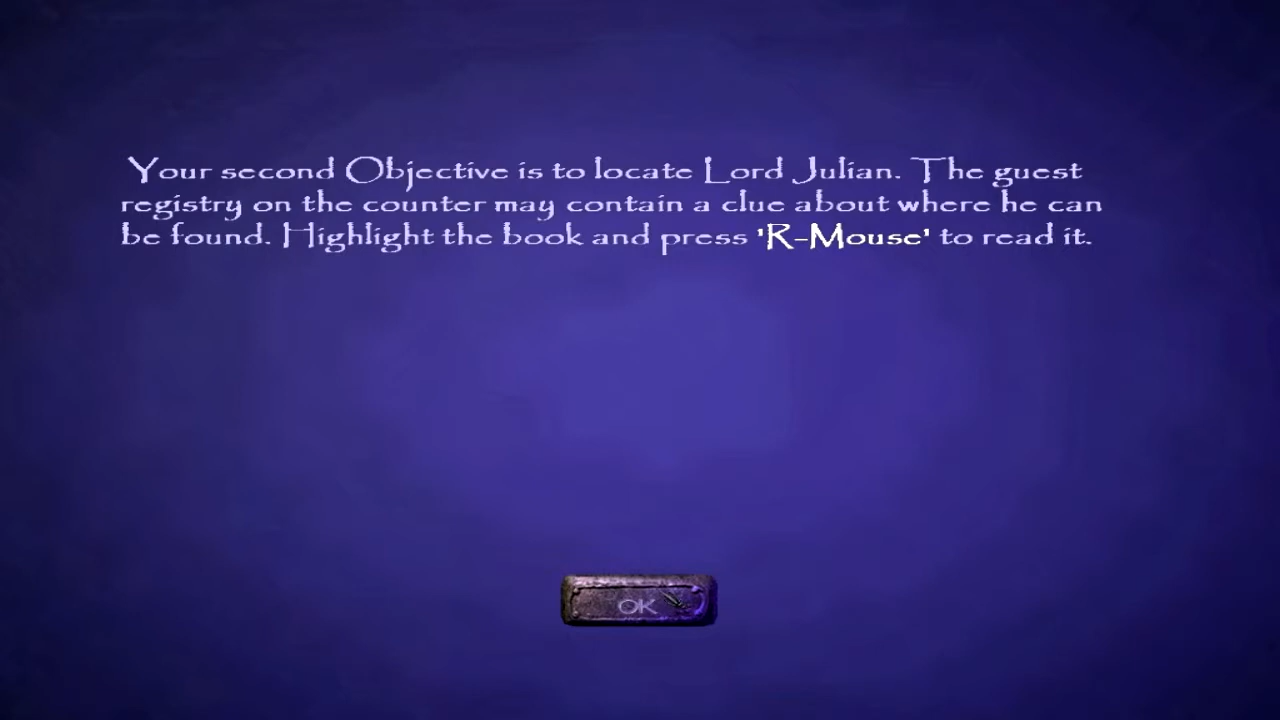 Your second Objective is to locate Lord Julian. The guest
registry on the counter may contain a clue about where he can
be found. Highlight the book and press 'R-Mouse' to read it.
OK